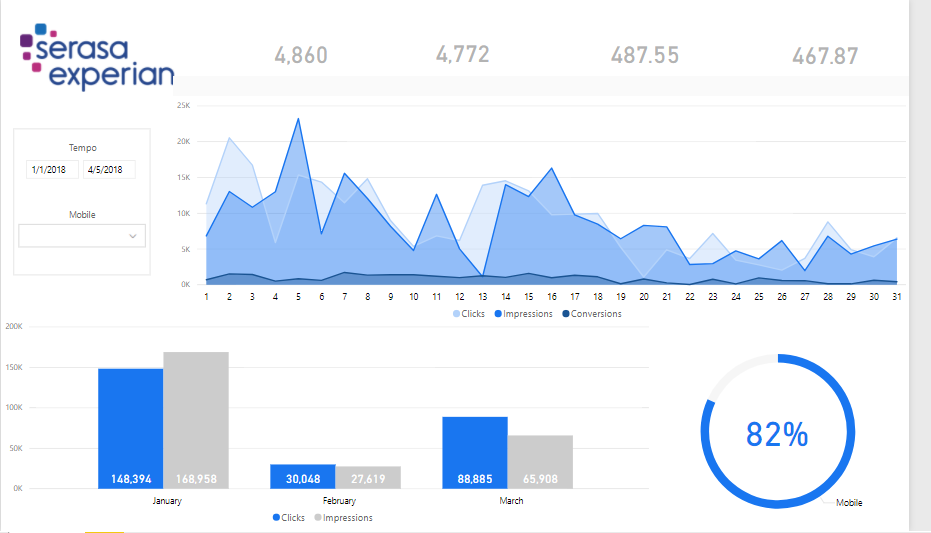 serasa
experian
4,860 4,772 487.55 467.87
Tempo
1/1/2018 4/5/2018
Mobile
25K
20K
15K
10K
5K
0K
1 2 3 4 5 6 7 8 9 10 11 12 13 14 15 16 17 18 19 20 21 22 23 24 25 26 27 28 29 30 31
Clicks Impressions Conversions
200K
150K
100K
50K
0K
148,394 168,958 30,048 27,619 88,885 65,908
January February March
Clicks Impressions
82%
Mobile